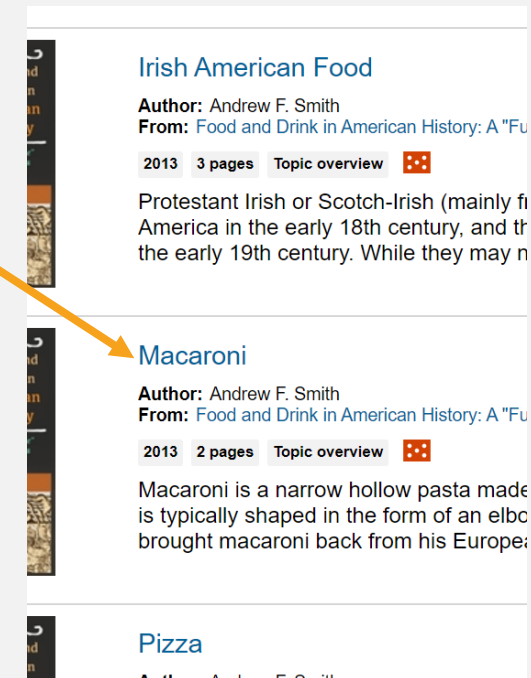 Irish American Food
Author: Andrew F. Smith
From: Food and Drink in American History: A "Fu
2013 3 pages Topic overview
Protestant Irish or Scotch-Irish (mainly f
America in the early 18th century, and th
the early 19th century. While they may n
Macaroni
Author: Andrew F. Smith
From: Food and Drink in American History: A "Fu
2013 2 pages Topic overview
Macaroni is a narrow hollow pasta made
is typically shaped in the form of an elbo
brought macaroni back from his Europea
Pizza